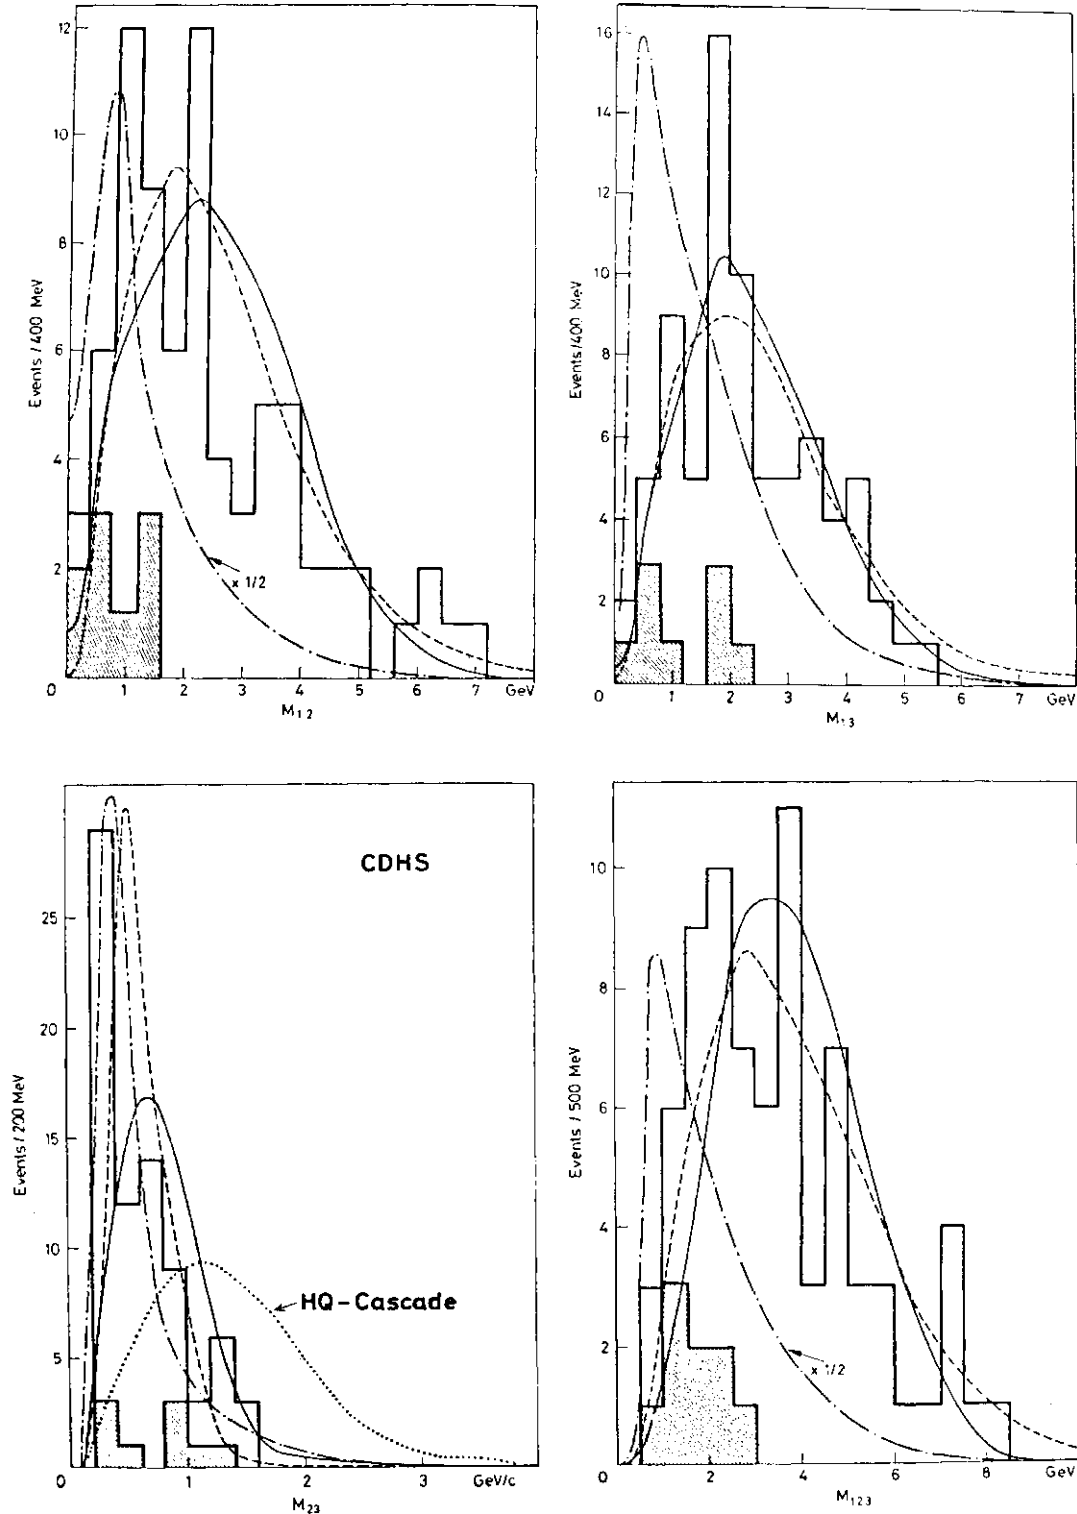 12
10
8
6
4
2
0
Events / 400 MeV
x 1/2
1 2 3 4 5 6 7 GeV
M12
16
14
12
10
8
6
4
2
0
Events/400 MeV
1 2 3 4 5 6 7 GeV
M13
25
20
15
10
5
0
Events / 200 MeV
CDHS
HQ-Cascade
1 2 3 GeV/c
M23
10
8
6
4
2
0
Events / 500 MeV
x 1/2
2 4 6 8 GeV
M123